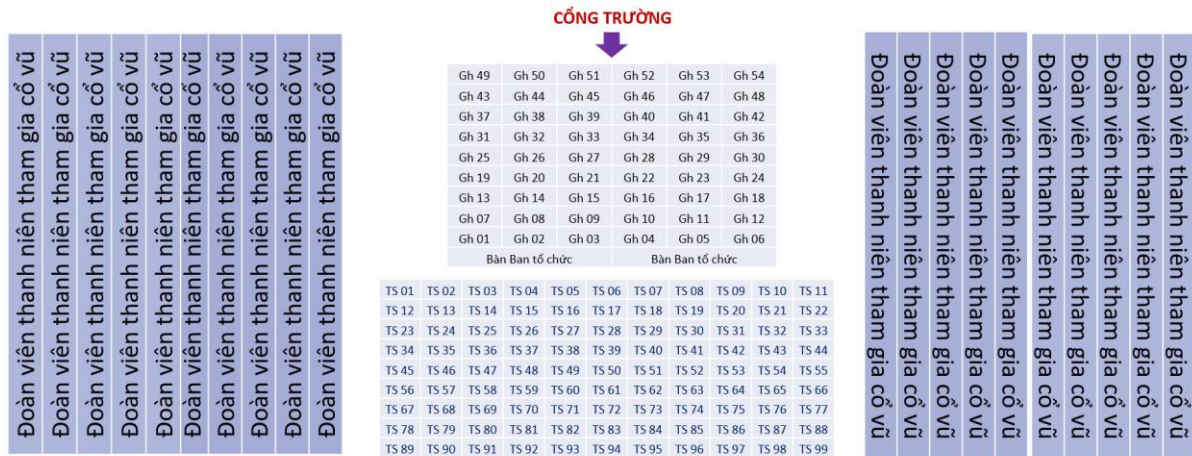 CỔNG TRƯỜNG
Đoàn viên thanh niên tham gia cổ vũ
Đoàn viên thanh niên tham gia cổ vũ
Đoàn viên thanh niên tham gia cổ vũ
Đoàn viên thanh niên tham gia cổ vũ
Đoàn viên thanh niên tham gia cổ vũ
Đoàn viên thanh niên tham gia cổ vũ
Đoàn viên thanh niên tham gia cổ vũ
Đoàn viên thanh niên tham gia cổ vũ
Đoàn viên thanh niên tham gia cổ vũ
Đoàn viên thanh niên tham gia cổ vũ
Gh 49 Gh 50 Gh 51 Gh 52 Gh 53 Gh 54
Gh 43 Gh 44 Gh 45 Gh 46 Gh 47 Gh 48
Gh 37 Gh 38 Gh 39 Gh 40 Gh 41 Gh 42
Gh 31 Gh 32 Gh 33 Gh 34 Gh 35 Gh 36
Gh 25 Gh 26 Gh 27 Gh 28 Gh 29 Gh 30
Gh 19 Gh 20 Gh 21 Gh 22 Gh 23 Gh 24
Gh 13 Gh 14 Gh 15 Gh 16 Gh 17 Gh 18
Gh 07 Gh 08 Gh 09 Gh 10 Gh 11 Gh 12
Gh 01 Gh 02 Gh 03 Gh 04 Gh 05 Gh 06
Bàn Ban tổ chức Bàn Ban tổ chức
TS 01 TS 02 TS 03 TS 04 TS 05 TS 06 TS 07 TS 08 TS 09 TS 10 TS 11
TS 12 TS 13 TS 14 TS 15 TS 16 TS 17 TS 18 TS 19 TS 20 TS 21 TS 22
TS 23 TS 24 TS 25 TS 26 TS 27 TS 28 TS 29 TS 30 TS 31 TS 32 TS 33
TS 34 TS 35 TS 36 TS 37 TS 38 TS 39 TS 40 TS 41 TS 42 TS 43 TS 44
TS 45 TS 46 TS 47 TS 48 TS 49 TS 50 TS 51 TS 52 TS 53 TS 54 TS 55
TS 56 TS 57 TS 58 TS 59 TS 60 TS 61 TS 62 TS 63 TS 64 TS 65 TS 66
TS 67 TS 68 TS 69 TS 70 TS 71 TS 72 TS 73 TS 74 TS 75 TS 76 TS 77
TS 78 TS 79 TS 80 TS 81 TS 82 TS 83 TS 84 TS 85 TS 86 TS 87 TS 88
TS 89 TS 90 TS 91 TS 92 TS 93 TS 94 TS 95 TS 96 TS 97 TS 98 TS 99
Đoàn viên thanh niên tham gia cổ vũ
Đoàn viên thanh niên tham gia cổ vũ
Đoàn viên thanh niên tham gia cổ vũ
Đoàn viên thanh niên tham gia cổ vũ
Đoàn viên thanh niên tham gia cổ vũ
Đoàn viên thanh niên tham gia cổ vũ
Đoàn viên thanh niên tham gia cổ vũ
Đoàn viên thanh niên tham gia cổ vũ
Đoàn viên thanh niên tham gia cổ vũ
Đoàn viên thanh niên tham gia cổ vũ